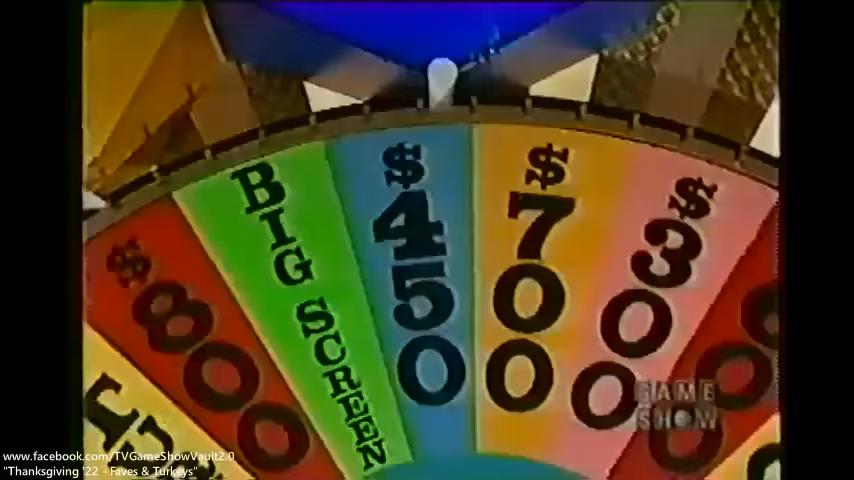 $800
BIG SCREEN
$450
$700
$300
GAME
SHOW
www.facebook.com/TVGameShowVault2.0
"Thanksgiving '22 - Faves & Turkeys"